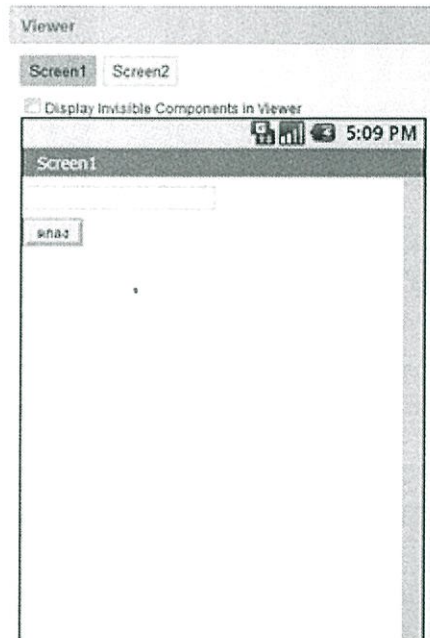 Viewer
Screen1 Screen2
Display Invisible Components in Viewer
5:09 PM
Screen1